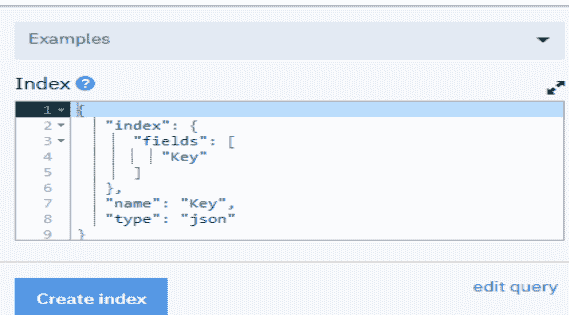 Examples
Index ?
1 {
2 "index": {
3 "fields": [
4 "Key"
5 ]
6 },
7 "name": "Key",
8 "type": "json"
9 }
Create index
edit query